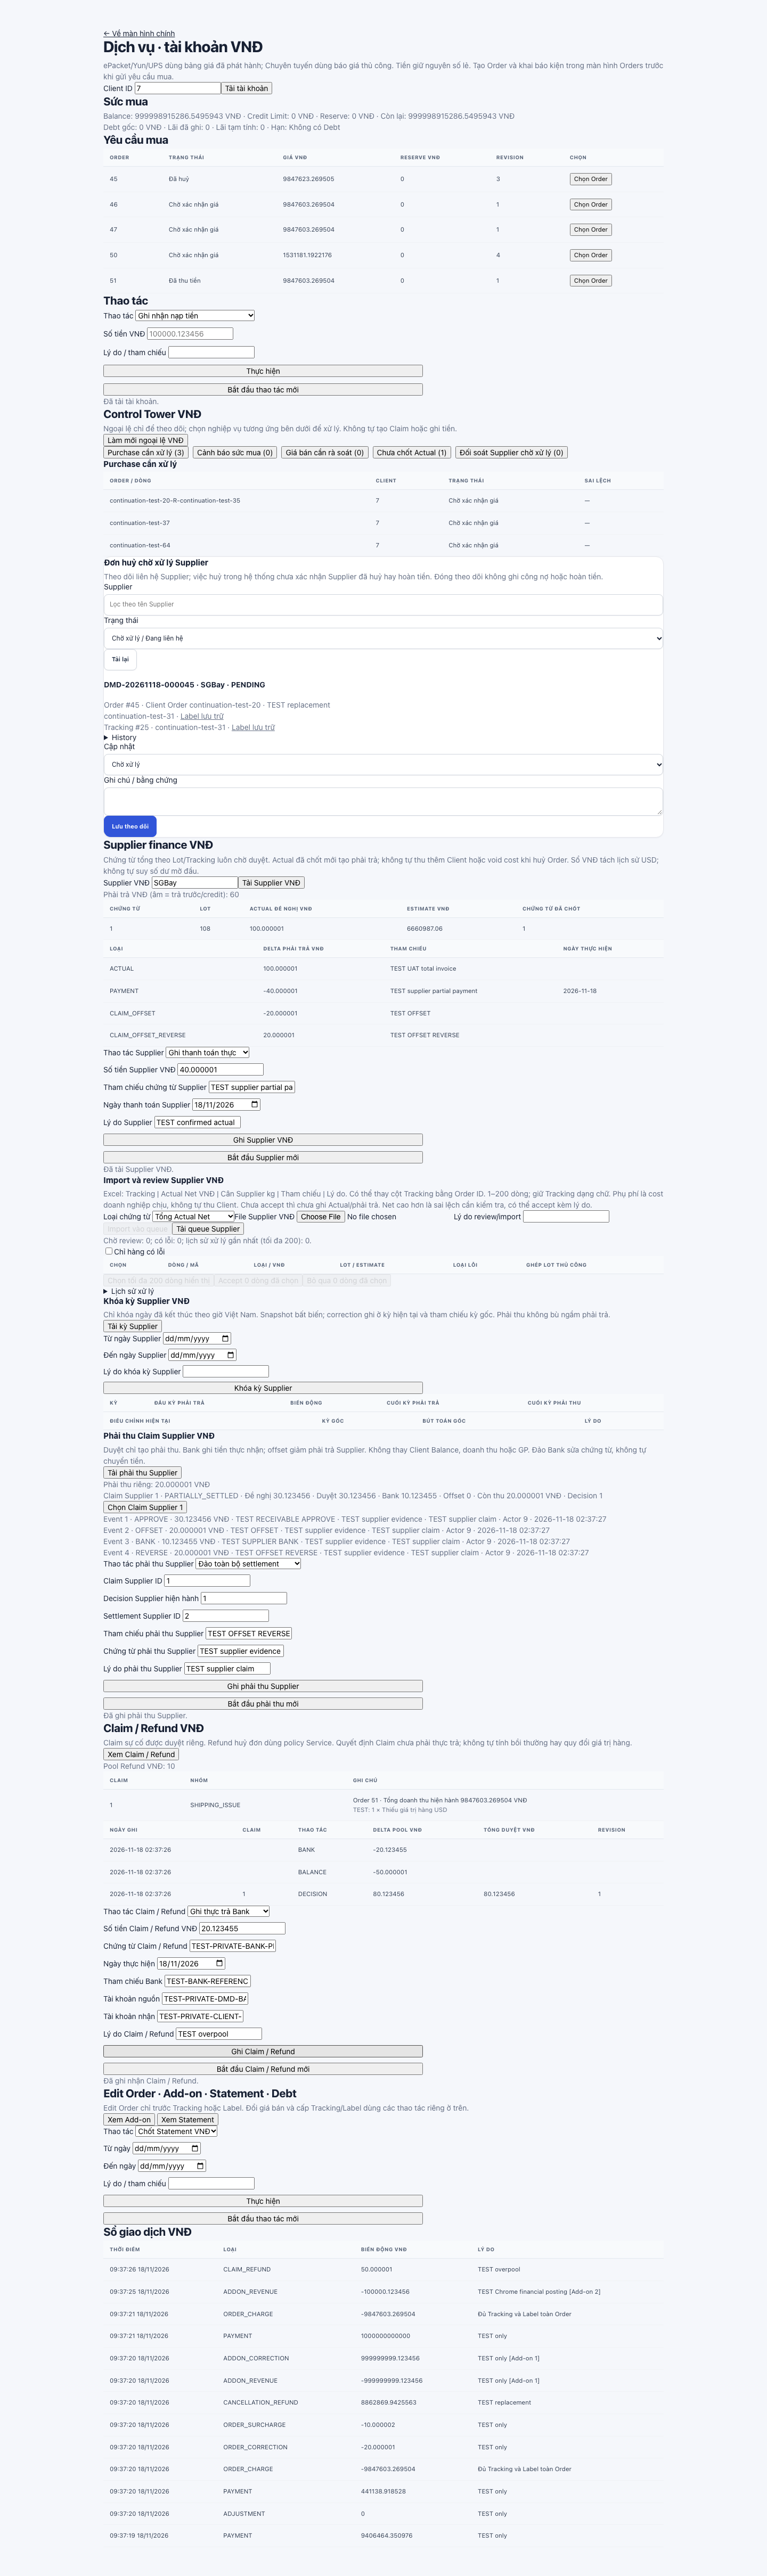 ← Về màn hình chính
Dịch vụ · tài khoản VNĐ
ePacket/Yun/UPS dùng bảng giá đã phát hành; Chuyên tuyến dùng báo giá thủ công. Tiền giữ nguyên số lẻ. Tạo Order và khai báo kiện trong màn hình Orders trước
khi gửi yêu cầu mua.
Client ID 7 Tải tài khoản
Sức mua
Balance: 999998915286.5495943 VNĐ · Credit Limit: 0 VNĐ · Reserve: 0 VNĐ · Còn lại: 999998915286.5495943 VNĐ
Debt gốc: 0 VNĐ · Lãi đã ghi: 0 · Lãi tạm tính: 0 · Hạn: Không có Debt
Yêu cầu mua
ORDER TRẠNG THÁI GIÁ VNĐ RESERVE VNĐ REVISION CHỌN
45 Đã huỷ 9847623.269505 0 3 Chọn Order
46 Chờ xác nhận giá 9847603.269504 0 1 Chọn Order
47 Chờ xác nhận giá 9847603.269504 0 1 Chọn Order
50 Chờ xác nhận giá 1531181.1922176 0 4 Chọn Order
51 Đã thu tiền 9847603.269504 0 1 Chọn Order
Thao tác
Thao tác Ghi nhận nạp tiền
Số tiền VNĐ 100000.123456
Lý do / tham chiếu
Thực hiện
Bắt đầu thao tác mới
Đã tải tài khoản.
Control Tower VNĐ
Ngoại lệ chỉ để theo dõi; chọn nghiệp vụ tương ứng bên dưới để xử lý. Không tự tạo Claim hoặc ghi tiền.
Làm mới ngoại lệ VNĐ
Purchase cần xử lý (3) Cảnh báo sức mua (0) Giá bán cần rà soát (0) Chưa chốt Actual (1) Đối soát Supplier chờ xử lý (0)
Purchase cần xử lý
ORDER / DÒNG CLIENT TRẠNG THÁI SAI LỆCH
continuation-test-20-R-continuation-test-35 7 Chờ xác nhận giá —
continuation-test-37 7 Chờ xác nhận giá —
continuation-test-64 7 Chờ xác nhận giá —
Đơn huỷ chờ xử lý Supplier
Theo dõi liên hệ Supplier; việc huỷ trong hệ thống chưa xác nhận Supplier đã huỷ hay hoàn tiền. Đóng theo dõi không ghi công nợ hoặc hoàn tiền.
Supplier
Lọc theo tên Supplier
Trạng thái
Chờ xử lý / Đang liên hệ
Tải lại
DMD-20261118-000045 · SGBay · PENDING
Order #45 · Client Order continuation-test-20 · TEST replacement
continuation-test-31 · Label lưu trữ
Tracking #25 · continuation-test-31 · Label lưu trữ
▶ History
Cập nhật
Chờ xử lý
Ghi chú / bằng chứng
Lưu theo dõi
Supplier finance VNĐ
Chứng từ tổng theo Lot/Tracking luôn chờ duyệt. Actual đã chốt mới tạo phải trả; không tự thu thêm Client hoặc void cost khi huỷ Order. Sổ VNĐ tách lịch sử USD;
không tự suy số dư mở đầu.
Supplier VNĐ SGBay Tải Supplier VNĐ
Phải trả VNĐ (âm = trả trước/credit): 60
CHỨNG TỪ LOT ACTUAL ĐỀ NGHỊ VNĐ ESTIMATE VNĐ CHỨNG TỪ ĐÃ CHỐT
1 108 100.000001 6660987.06 1
LOẠI DELTA PHẢI TRẢ VNĐ THAM CHIẾU NGÀY THỰC HIỆN
ACTUAL 100.000001 TEST UAT total invoice
PAYMENT -40.000001 TEST supplier partial payment 2026-11-18
CLAIM_OFFSET -20.000001 TEST OFFSET
CLAIM_OFFSET_REVERSE 20.000001 TEST OFFSET REVERSE
Thao tác Supplier Ghi thanh toán thực
Số tiền Supplier VNĐ 40.000001
Tham chiếu chứng từ Supplier TEST supplier partial pa
Ngày thanh toán Supplier 18/11/2026
Lý do Supplier TEST confirmed actual
Ghi Supplier VNĐ
Bắt đầu Supplier mới
Đã tải Supplier VNĐ.
Import và review Supplier VNĐ
Excel: Tracking | Actual Net VNĐ | Cân Supplier kg | Tham chiếu | Lý do. Có thể thay cột Tracking bằng Order ID. 1–200 dòng; giữ Tracking dạng chữ. Phụ phí là cost
doanh nghiệp chịu, không tự thu Client. Chưa accept thì chưa ghi Actual/phải trả. Net cao hơn là sai lệch cần kiểm tra, có thể accept kèm lý do.
Loại chứng từ Tổng Actual Net File Supplier VNĐ Choose File No file chosen Lý do review/import
Import vào queue Tải queue Supplier
Chờ review: 0; có lỗi: 0; lịch sử xử lý gần nhất (tối đa 200): 0.
Chỉ hàng có lỗi
CHỌN DÒNG / MÃ LOẠI / VNĐ LOT / ESTIMATE LOẠI LỖI GHÉP LOT THỦ CÔNG
Chọn tối đa 200 dòng hiển thị Accept 0 dòng đã chọn Bỏ qua 0 dòng đã chọn
▶ Lịch sử xử lý
Khóa kỳ Supplier VNĐ
Chỉ khóa ngày đã kết thúc theo giờ Việt Nam. Snapshot bất biến; correction ghi ở kỳ hiện tại và tham chiếu kỳ gốc. Phải thu không bù ngầm phải trả.
Tải kỳ Supplier
Từ ngày Supplier dd/mm/yyyy
Đến ngày Supplier dd/mm/yyyy
Lý do khóa kỳ Supplier
Khóa kỳ Supplier
KỲ ĐẦU KỲ PHẢI TRẢ BIẾN ĐỘNG CUỐI KỲ PHẢI TRẢ CUỐI KỲ PHẢI THU
ĐIỀU CHỈNH HIỆN TẠI KỲ GỐC BÚT TOÁN GỐC LÝ DO
Phải thu Claim Supplier VNĐ
Duyệt chỉ tạo phải thu. Bank ghi tiền thực nhận; offset giảm phải trả Supplier. Không thay Client Balance, doanh thu hoặc GP. Đảo Bank sửa chứng từ, không tự
chuyển tiền.
Tải phải thu Supplier
Phải thu riêng: 20.000001 VNĐ
Claim Supplier 1 · PARTIALLY_SETTLED · Đề nghị 30.123456 · Duyệt 30.123456 · Bank 10.123455 · Offset 0 · Còn thu 20.000001 VNĐ · Decision 1
Chọn Claim Supplier 1
Event 1 · APPROVE · 30.123456 VNĐ · TEST RECEIVABLE APPROVE · TEST supplier evidence · TEST supplier claim · Actor 9 · 2026-11-18 02:37:27
Event 2 · OFFSET · 20.000001 VNĐ · TEST OFFSET · TEST supplier evidence · TEST supplier claim · Actor 9 · 2026-11-18 02:37:27
Event 3 · BANK · 10.123455 VNĐ · TEST SUPPLIER BANK · TEST supplier evidence · TEST supplier claim · Actor 9 · 2026-11-18 02:37:27
Event 4 · REVERSE · 20.000001 VNĐ · TEST OFFSET REVERSE · TEST supplier evidence · TEST supplier claim · Actor 9 · 2026-11-18 02:37:27
Thao tác phải thu Supplier Đảo toàn bộ settlement
Claim Supplier ID 1
Decision Supplier hiện hành 1
Settlement Supplier ID 2
Tham chiếu phải thu Supplier TEST OFFSET REVERSE
Chứng từ phải thu Supplier TEST supplier evidence
Lý do phải thu Supplier TEST supplier claim
Ghi phải thu Supplier
Bắt đầu phải thu mới
Đã ghi phải thu Supplier.
Claim / Refund VNĐ
Claim sự cố được duyệt riêng. Refund huỷ đơn dùng policy Service. Quyết định Claim chưa phải thực trả; không tự tính bồi thường hay quy đổi giá trị hàng.
Xem Claim / Refund
Pool Refund VNĐ: 10
CLAIM NHÓM GHI CHÚ
1 SHIPPING_ISSUE Order 51 · Tổng doanh thu hiện hành 9847603.269504 VNĐ
TEST: 1 × Thiếu giá trị hàng USD
NGÀY GHI CLAIM THAO TÁC DELTA POOL VNĐ TỔNG DUYỆT VNĐ REVISION
2026-11-18 02:37:26 BANK -20.123455
2026-11-18 02:37:26 BALANCE -50.000001
2026-11-18 02:37:26 1 DECISION 80.123456 80.123456 1
Thao tác Claim / Refund Ghi thực trả Bank
Số tiền Claim / Refund VNĐ 20.123455
Chứng từ Claim / Refund TEST-PRIVATE-BANK-P
Ngày thực hiện 18/11/2026
Tham chiếu Bank TEST-BANK-REFERENC
Tài khoản nguồn TEST-PRIVATE-DMD-BA
Tài khoản nhận TEST-PRIVATE-CLIENT-
Lý do Claim / Refund TEST overpool
Ghi Claim / Refund
Bắt đầu Claim / Refund mới
Đã ghi nhận Claim / Refund.
Edit Order · Add-on · Statement · Debt
Edit Order chỉ trước Tracking hoặc Label. Đổi giá bán và cấp Tracking/Label dùng các thao tác riêng ở trên.
Xem Add-on Xem Statement
Thao tác Chốt Statement VNĐ
Từ ngày dd/mm/yyyy
Đến ngày dd/mm/yyyy
Lý do / tham chiếu
Thực hiện
Bắt đầu thao tác mới
Sổ giao dịch VNĐ
THỜI ĐIỂM LOẠI BIẾN ĐỘNG VNĐ LÝ DO
09:37:26 18/11/2026 CLAIM_REFUND 50.000001 TEST overpool
09:37:25 18/11/2026 ADDON_REVENUE -100000.123456 TEST Chrome financial posting [Add-on 2]
09:37:21 18/11/2026 ORDER_CHARGE -9847603.269504 Đủ Tracking và Label toàn Order
09:37:21 18/11/2026 PAYMENT 1000000000000 TEST only
09:37:20 18/11/2026 ADDON_CORRECTION 999999999.123456 TEST only [Add-on 1]
09:37:20 18/11/2026 ADDON_REVENUE -999999999.123456 TEST only [Add-on 1]
09:37:20 18/11/2026 CANCELLATION_REFUND 8862869.9425563 TEST replacement
09:37:20 18/11/2026 ORDER_SURCHARGE -10.000002 TEST only
09:37:20 18/11/2026 ORDER_CORRECTION -20.000001 TEST only
09:37:20 18/11/2026 ORDER_CHARGE -9847603.269504 Đủ Tracking và Label toàn Order
09:37:20 18/11/2026 PAYMENT 441138.918528 TEST only
09:37:20 18/11/2026 ADJUSTMENT 0 TEST only
09:37:19 18/11/2026 PAYMENT 9406464.350976 TEST only